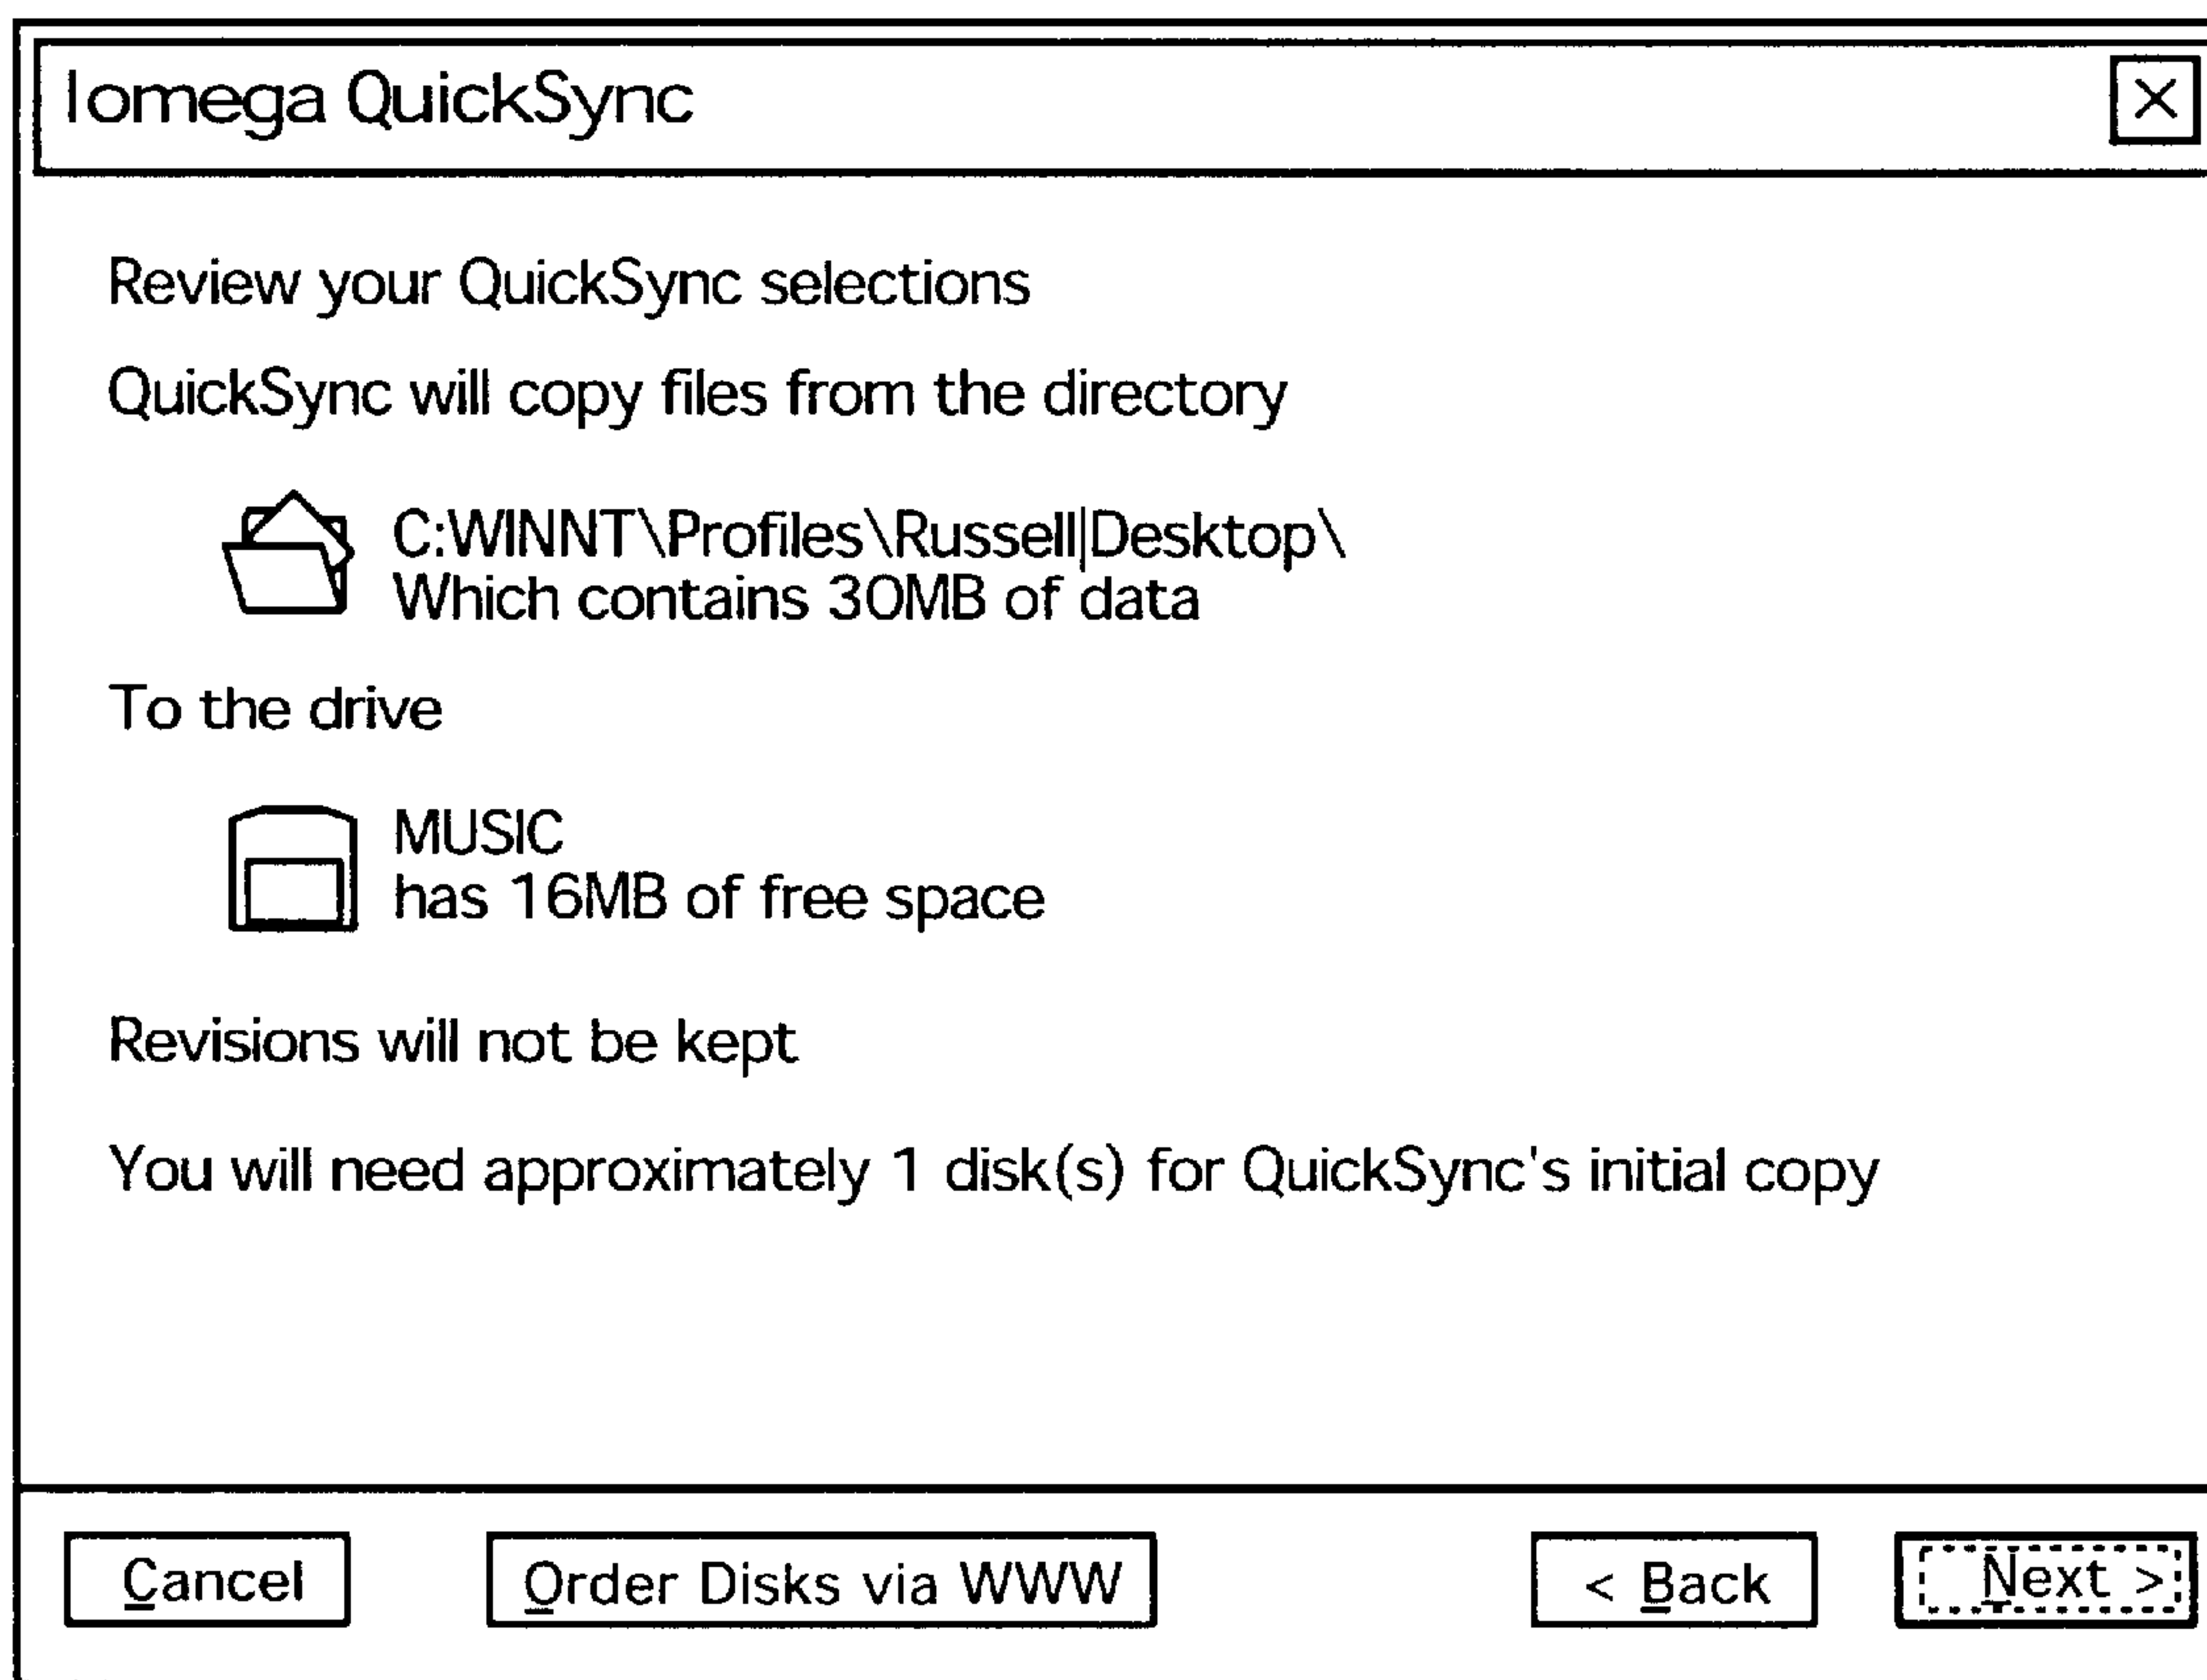 Iomega QuickSync
Review your QuickSync selections
QuickSync will copy files from the directory
C:WINNT\Profiles\Russell|Desktop\
Which contains 30MB of data
To the drive
MUSIC
has 16MB of free space
Revisions will not be kept
You will need approximately 1 disk(s) for QuickSync's initial copy
Cancel
Order Disks via WWW
< Back
Next >